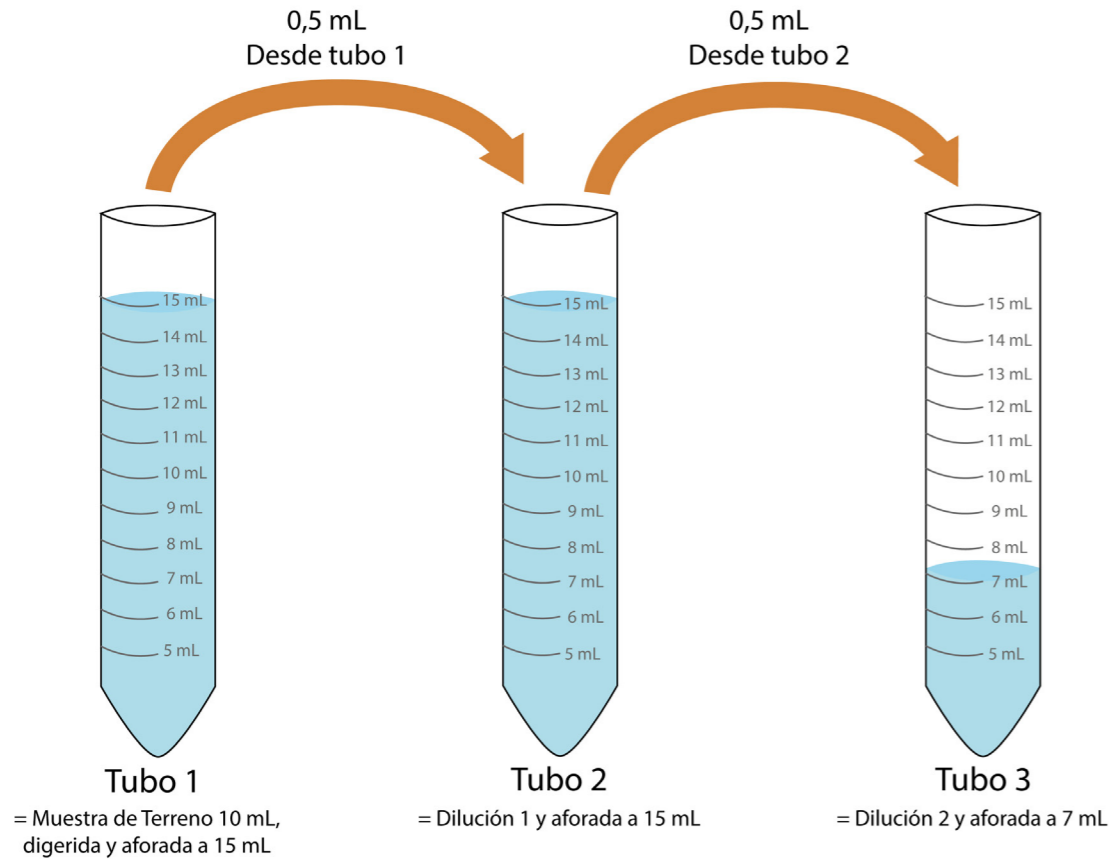 0,5 mL
Desde tubo 1
0,5 mL
Desde tubo 2
15 mL
14 mL
13 mL
12 mL
11 mL
10 mL
9 mL
8 mL
7 mL
6 mL
5 mL
15 mL
14 mL
13 mL
12 mL
11 mL
10 mL
9 mL
8 mL
7 mL
6 mL
5 mL
15 mL
14 mL
13 mL
12 mL
11 mL
10 mL
9 mL
8 mL
7 mL
6 mL
5 mL
Tubo 1
= Muestra de Terreno 10 mL,
digerida y aforada a 15 mL
Tubo 2
= Dilución 1 y aforada a 15 mL
Tubo 3
= Dilución 2 y aforada a 7 mL